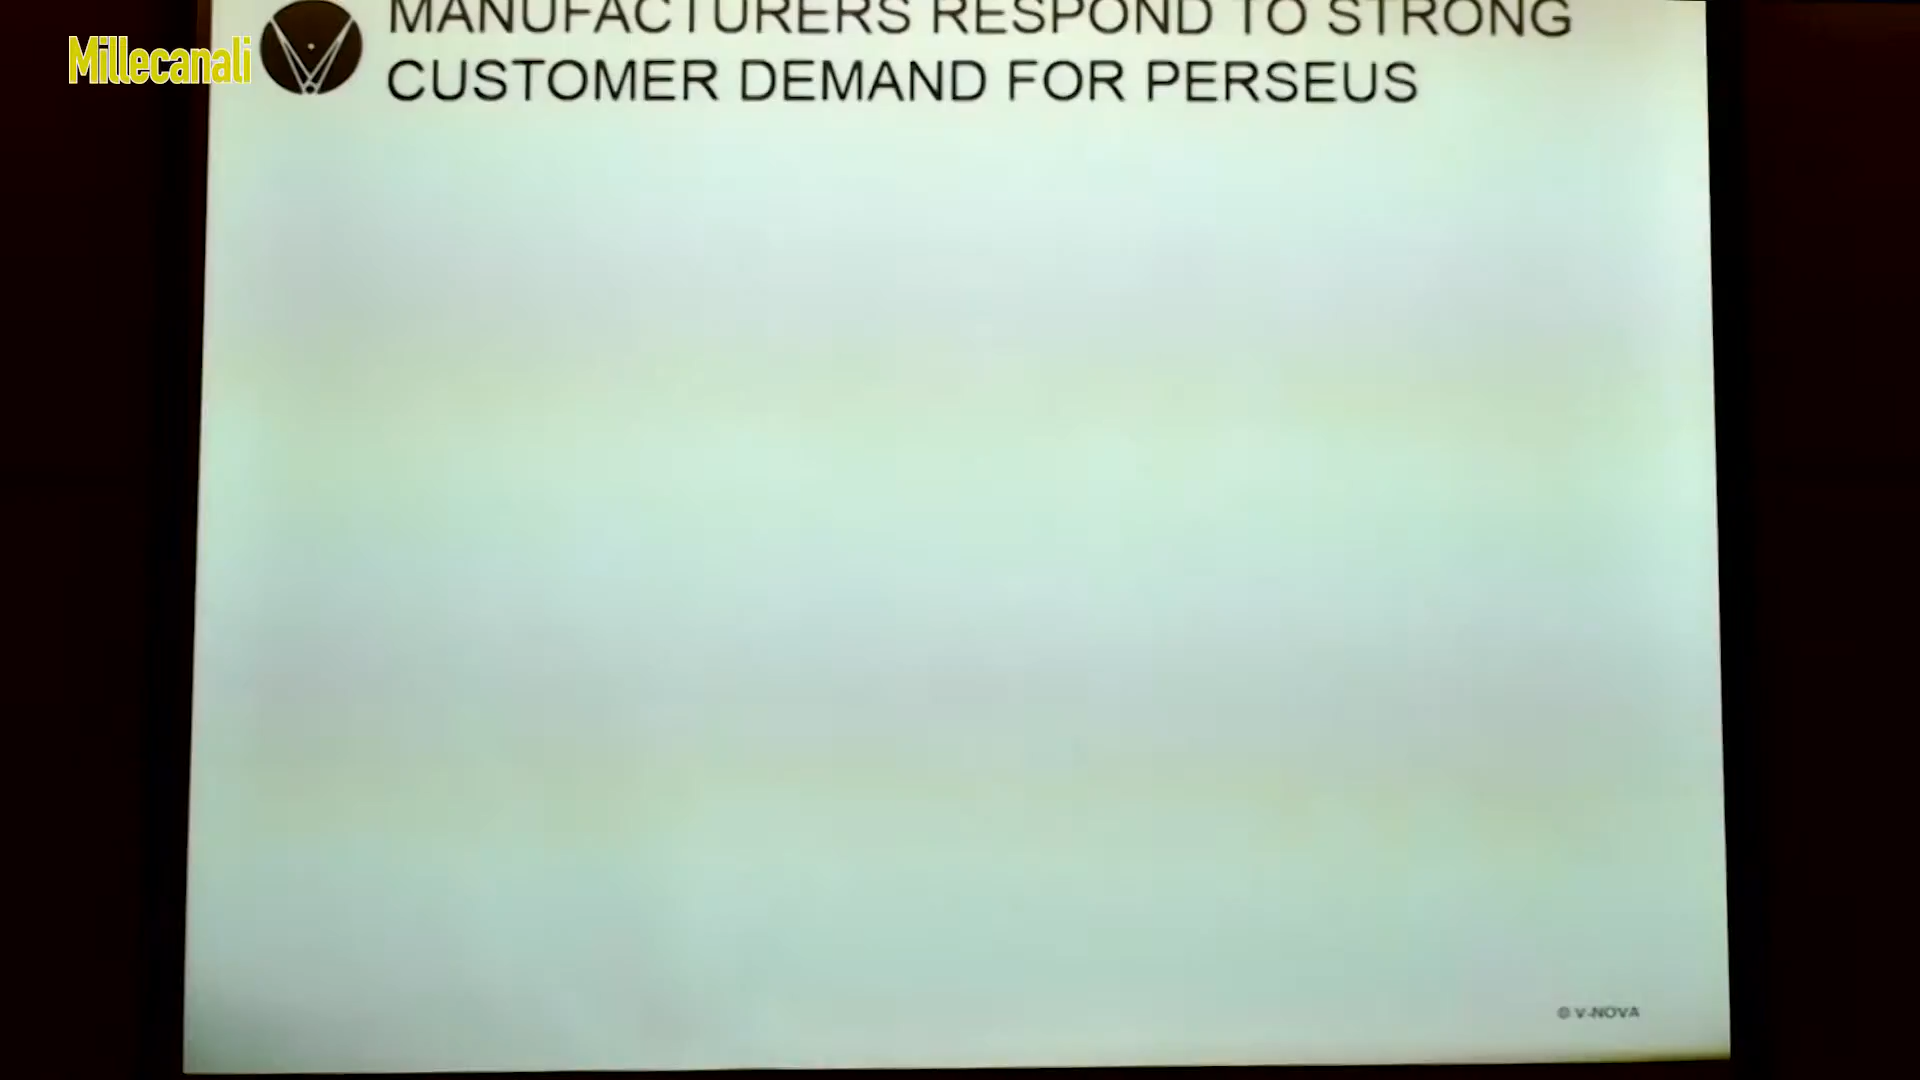 Millecanali
MANUFACTURERS RESPOND TO STRONG
CUSTOMER DEMAND FOR PERSEUS
© V-NOVA